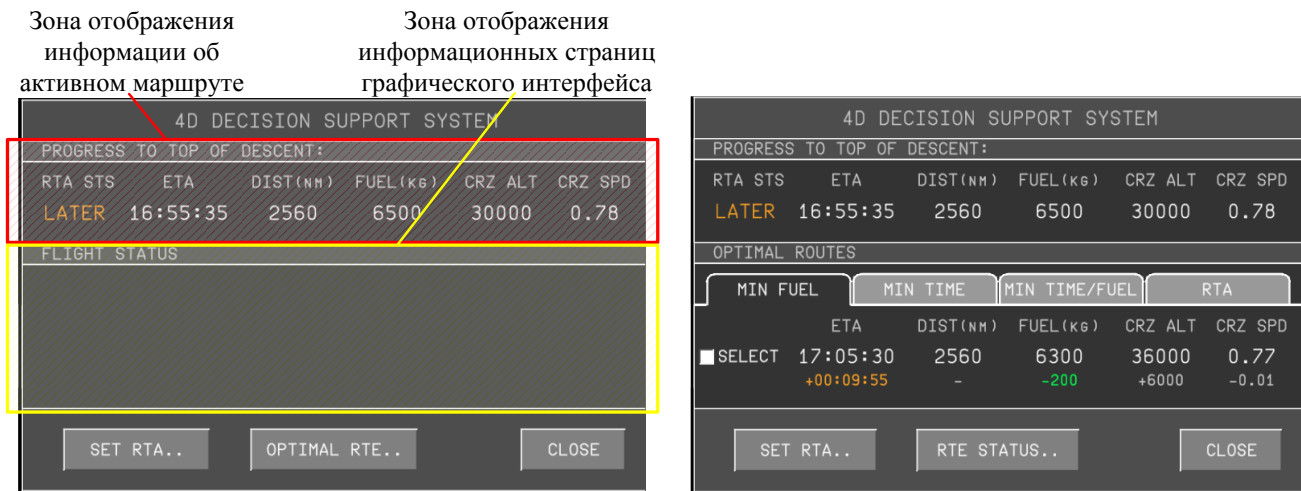 Зона отображения
информации об
активном маршруте
Зона отображения
информационных страниц
графического интерфейса
4D DECISION SUPPORT SYSTEM
PROGRESS TO TOP OF DESCENT:
RTA STS ETA DIST(NM) FUEL(KG) CRZ ALT CRZ SPD
LATER 16:55:35 2560 6500 30000 0.78
FLIGHT STATUS
SET RTA.. OPTIMAL RTE.. CLOSE
4D DECISION SUPPORT SYSTEM
PROGRESS TO TOP OF DESCENT:
RTA STS ETA DIST(NM) FUEL(KG) CRZ ALT CRZ SPD
LATER 16:55:35 2560 6500 30000 0.78
OPTIMAL ROUTES
MIN FUEL MIN TIME MIN TIME/FUEL RTA
ETA DIST(NM) FUEL(KG) CRZ ALT CRZ SPD
SELECT 17:05:30 2560 6300 36000 0.77
+00:09:55 – -200 +6000 -0.01
SET RTA.. RTE STATUS.. CLOSE